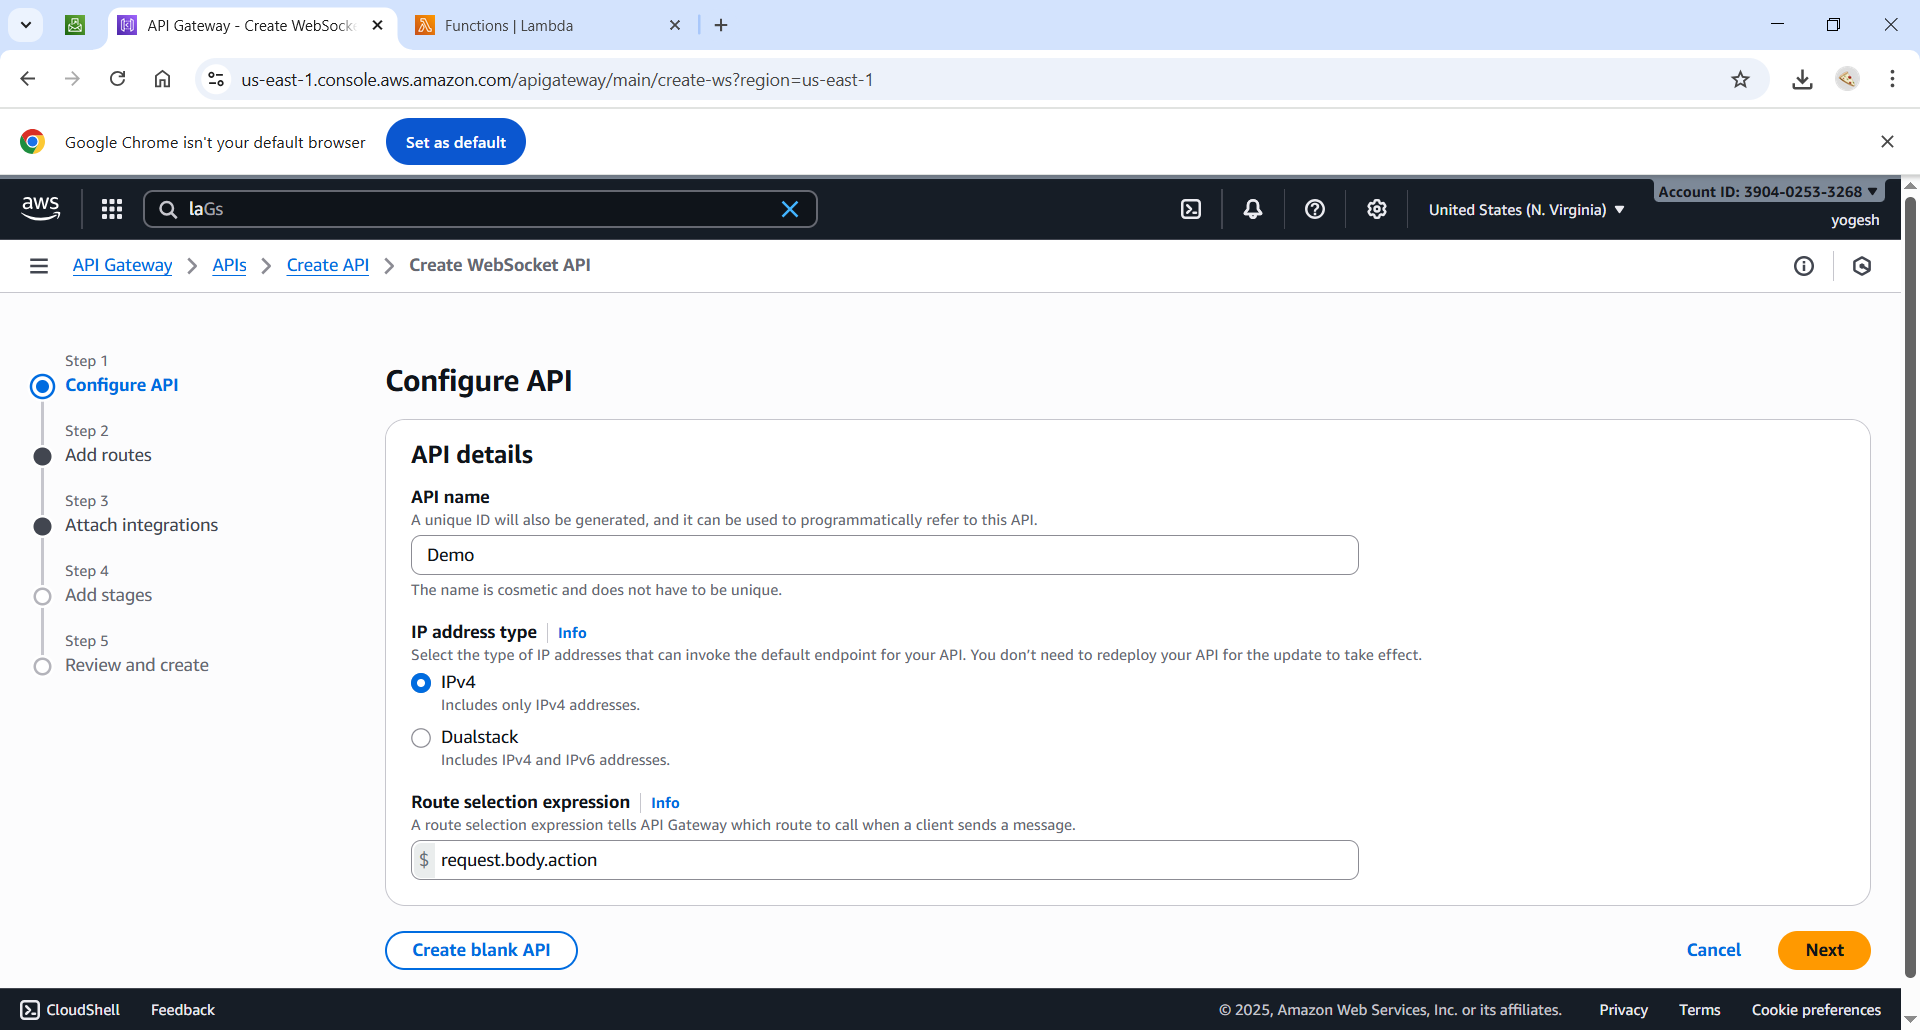 API Gateway - Create WebSocke
Functions | Lambda
us-east-1.console.aws.amazon.com/apigateway/main/create-ws?region=us-east-1
Google Chrome isn't your default browser
Set as default
aws
laGs
United States (N. Virginia)
Account ID: 3904-0253-3268
yogesh
API Gateway
APIs
Create API
Create WebSocket API
Step 1
Configure API
Step 2
Add routes
Step 3
Attach integrations
Step 4
Add stages
Step 5
Review and create
Configure API
API details
API name
A unique ID will also be generated, and it can be used to programmatically refer to this API.
Demo
The name is cosmetic and does not have to be unique.
IP address type
Info
Select the type of IP addresses that can invoke the default endpoint for your API. You don't need to redeploy your API for the update to take effect.
IPv4
Includes only IPv4 addresses.
Dualstack
Includes IPv4 and IPv6 addresses.
Route selection expression
Info
A route selection expression tells API Gateway which route to call when a client sends a message.
$ request.body.action
Create blank API
Cancel
Next
CloudShell
Feedback
© 2025, Amazon Web Services, Inc. or its affiliates.
Privacy
Terms
Cookie preferences